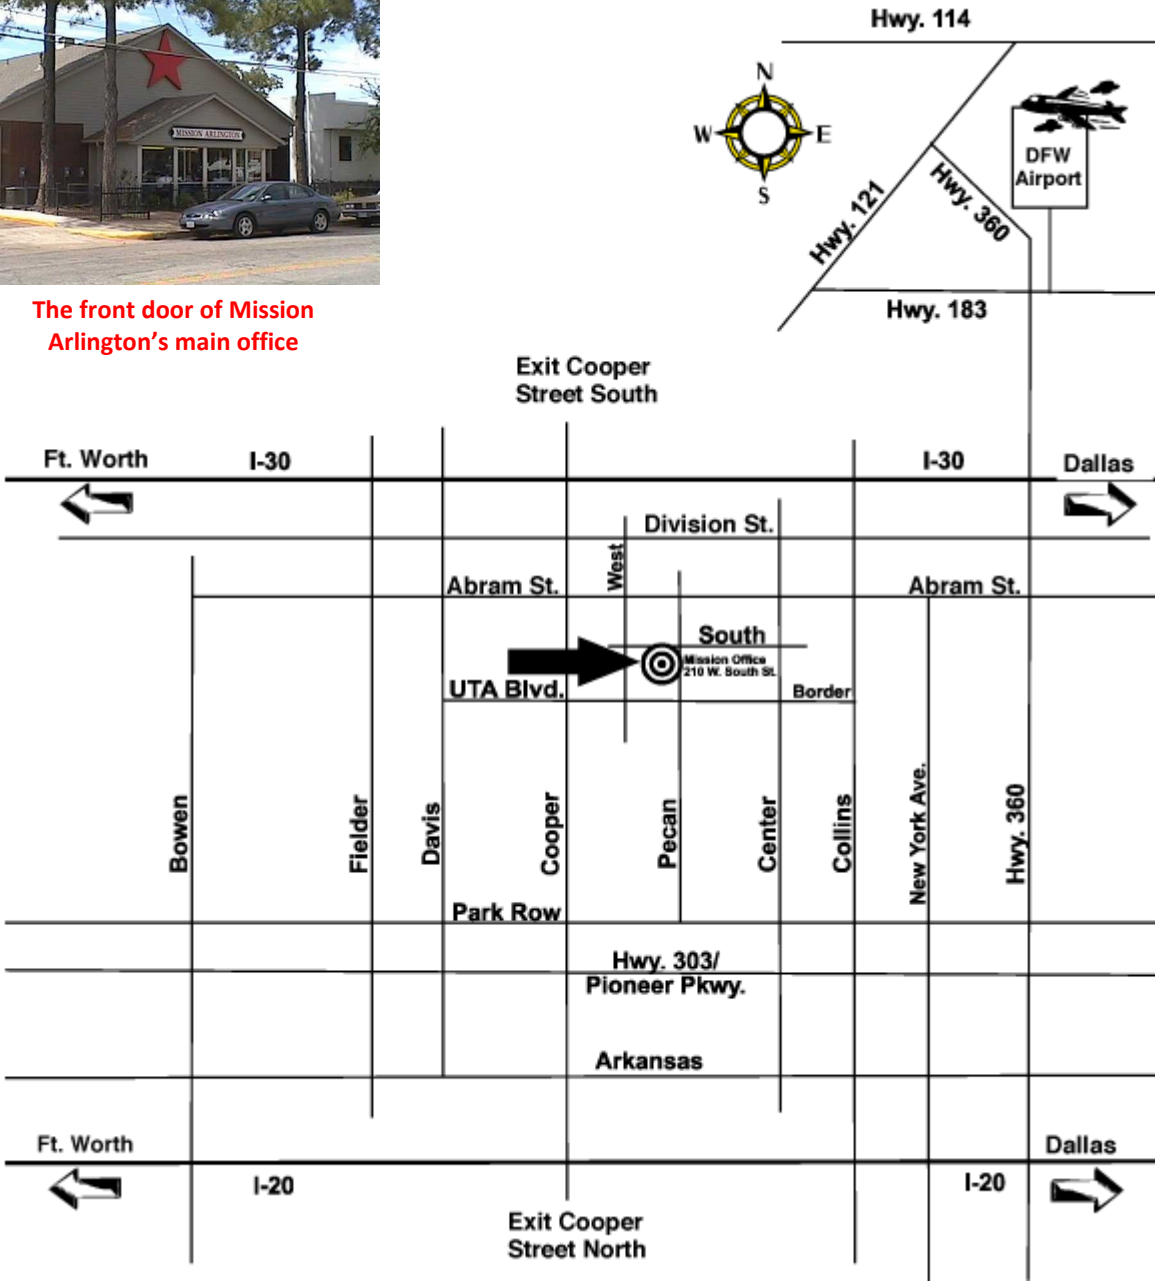 MISSION ARLINGTON
The front door of Mission
Arlington’s main office
Hwy. 114
N
W
E
S
DFW
Airport
Hwy. 121
Hwy. 360
Hwy. 183
Exit Cooper
Street South
Ft. Worth
I-30
I-30
Dallas
Division St.
West
Abram St.
Abram St.
South
Mission Office
210 W. South St.
UTA Blvd.
Border
Bowen
Fielder
Davis
Cooper
Pecan
Center
Collins
New York Ave.
Hwy. 360
Park Row
Hwy. 303/
Pioneer Pkwy.
Arkansas
Ft. Worth
Dallas
I-20
I-20
Exit Cooper
Street North